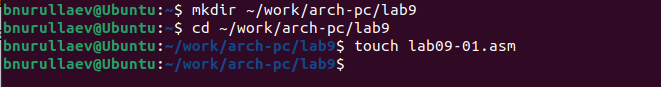 bnurullaev@Ubuntu:~$ mkdir ~/work/arch-pc/lab9
bnurullaev@Ubuntu:~$ cd ~/work/arch-pc/lab9
bnurullaev@Ubuntu:~/work/arch-pc/lab9$ touch lab09-01.asm
bnurullaev@Ubuntu:~/work/arch-pc/lab9$